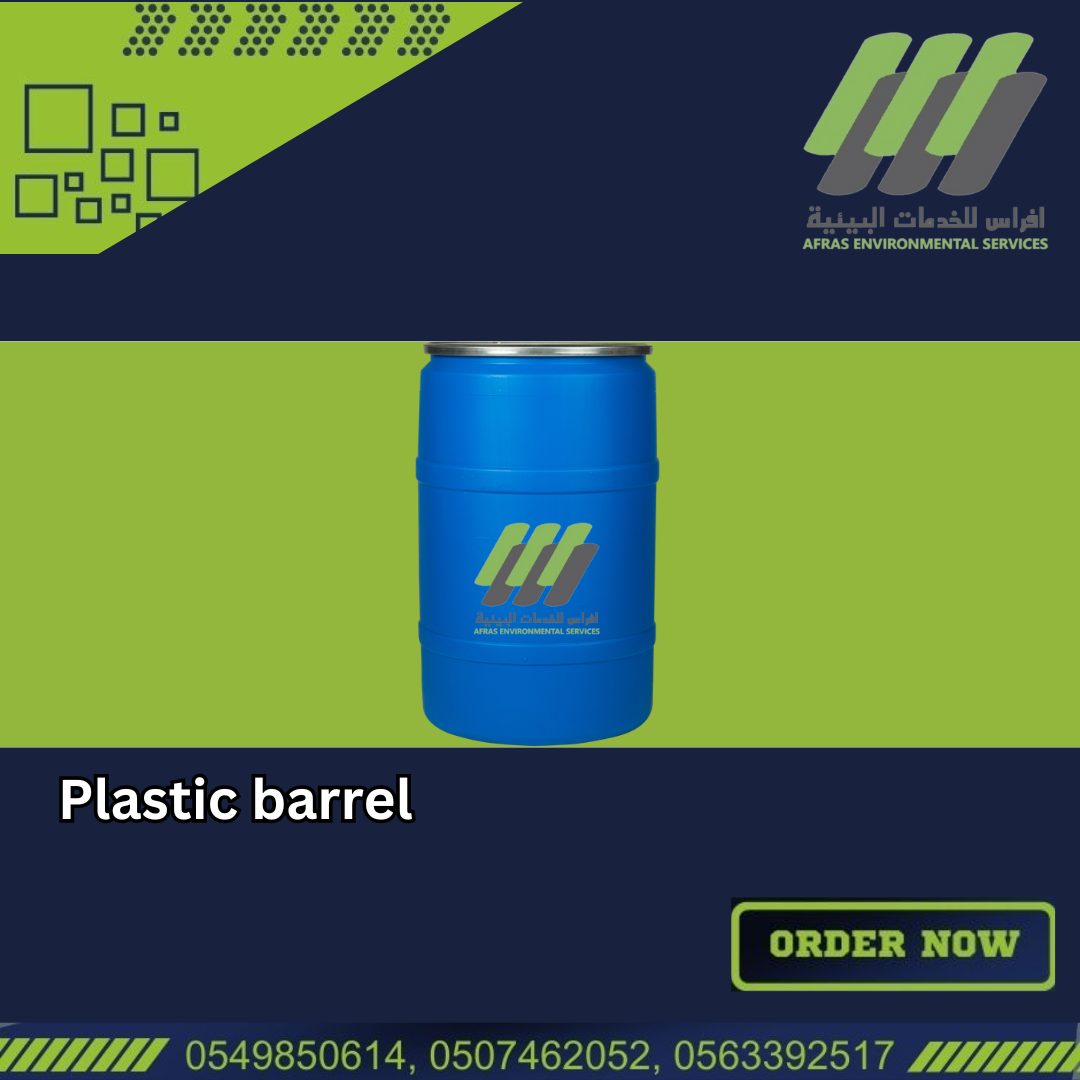 افراس للخدمات البيئية
AFRAS ENVIRONMENTAL SERVICES
افراس للخدمات البيئية
AFRAS ENVIRONMENTAL SERVICES
Plastic barrel
ORDER NOW
0549850614, 0507462052, 0563392517